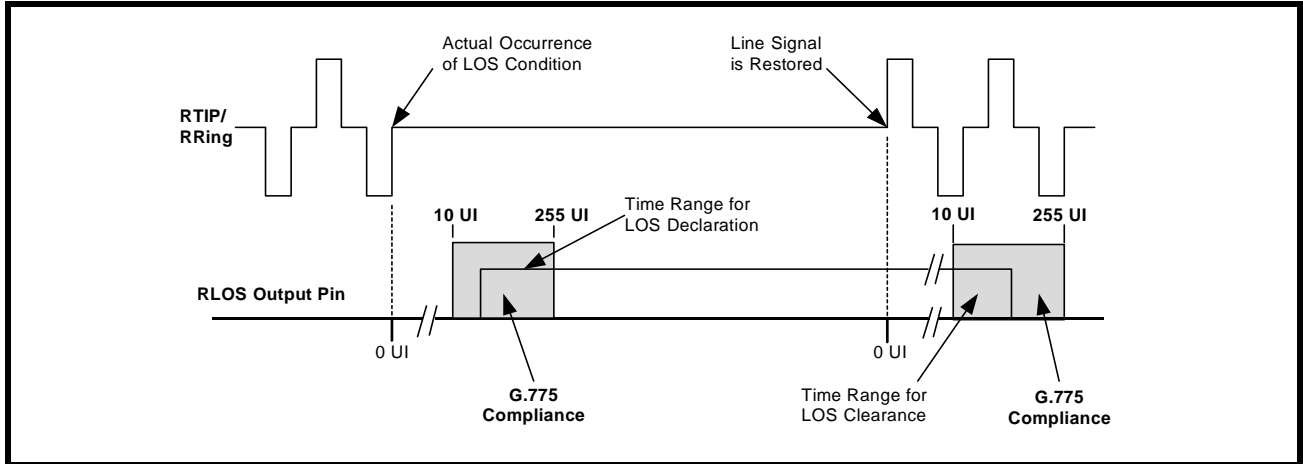 Actual Occurrence
of LOS Condition
Line Signal
is Restored
RTIP/
RRing
10 UI
255 UI
Time Range for
LOS Declaration
10 UI
255 UI
RLOS Output Pin
0 UI
0 UI
G.775
Compliance
Time Range for
LOS Clearance
G.775
Compliance